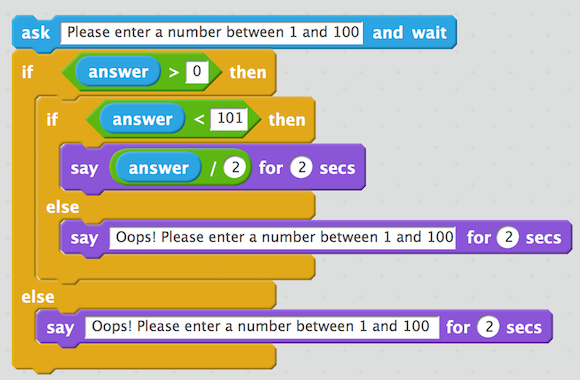 ask Please enter a number between 1 and 100 and wait
if answer > 0 then
if answer < 101 then
say answer / 2 for 2 secs
else
say Oops! Please enter a number between 1 and 100 for 2 secs
else
say Oops! Please enter a number between 1 and 100 for 2 secs